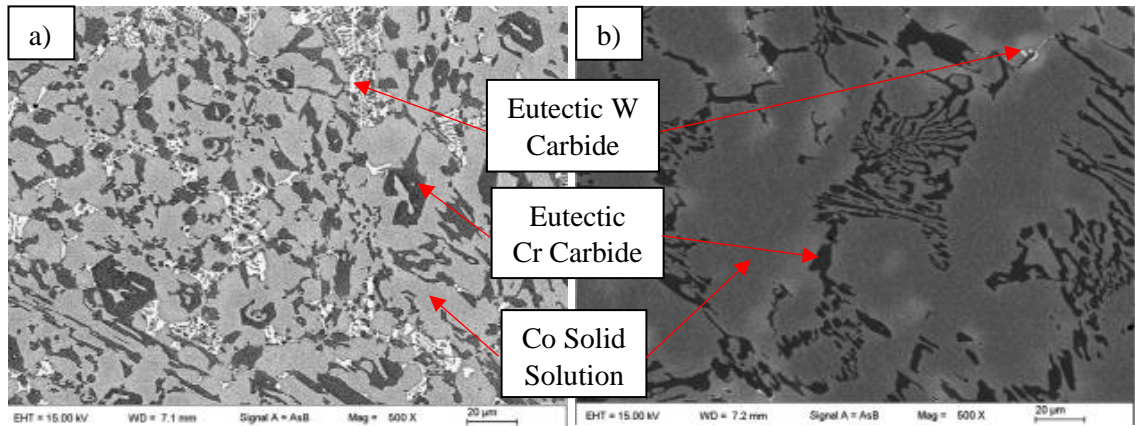 a)
b)
Eutectic W
Carbide
Eutectic
Cr Carbide
Co Solid
Solution
EHT = 15.00 kV WD = 7.1 mm Signal A = AsB Mag = 500 X 20 µm
EHT = 15.00 kV WD = 7.2 mm Signal A = AsB Mag = 500 X 20 µm